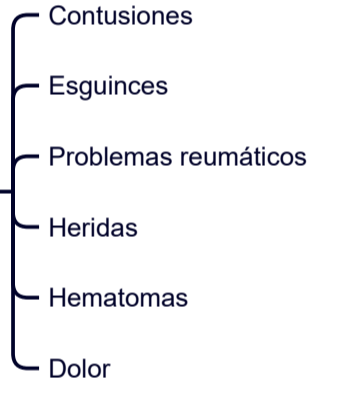 Contusiones
Esguinces
Problemas reumáticos
Heridas
Hematomas
Dolor